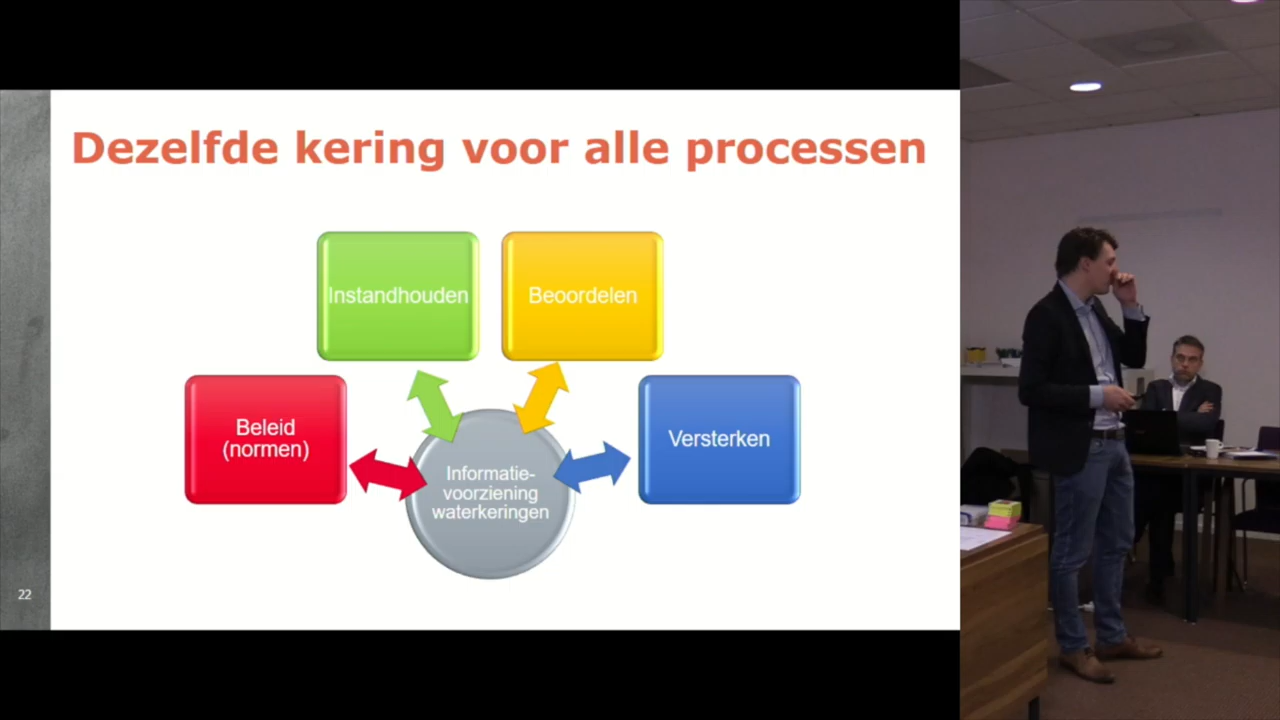 Dezelfde kering voor alle processen
Instandhouden
Beoordelen
Beleid
(normen)
Versterken
Informatie-
voorziening
waterkeringen
22